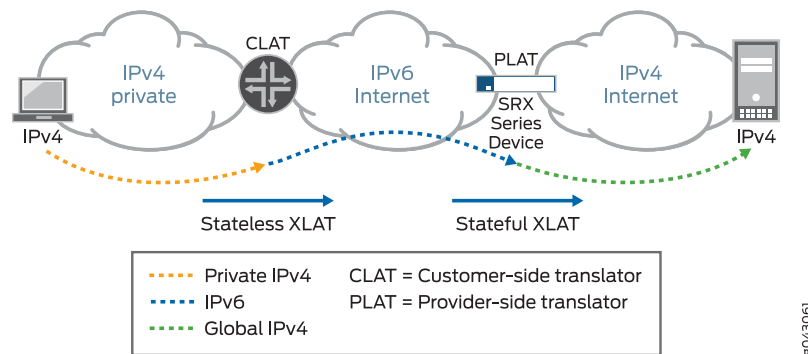 CLAT
IPv4
private
IPv6
Internet
PLAT
IPv4
Internet
SRX
Series
Device
IPv4
IPv4
Stateless XLAT
Stateful XLAT
Private IPv4
CLAT = Customer-side translator
IPv6
PLAT = Provider-side translator
Global IPv4
g043061